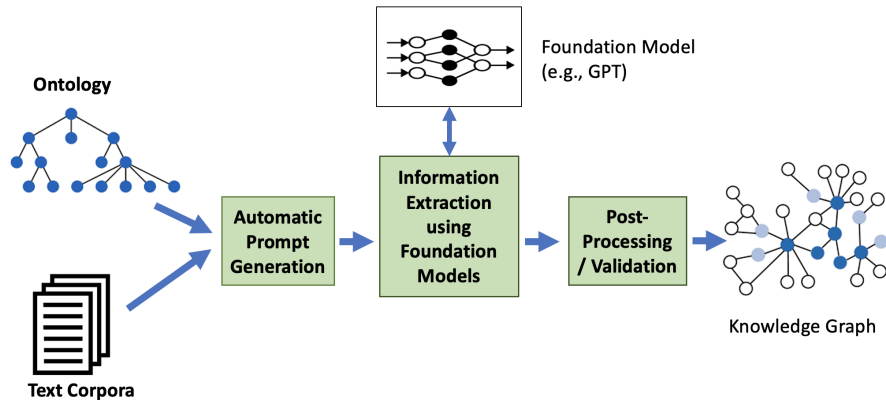 Ontology
Text Corpora
Automatic
Prompt
Generation
Foundation Model
(e.g., GPT)
Information
Extraction
using
Foundation
Models
Post-
Processing
/ Validation
Knowledge Graph